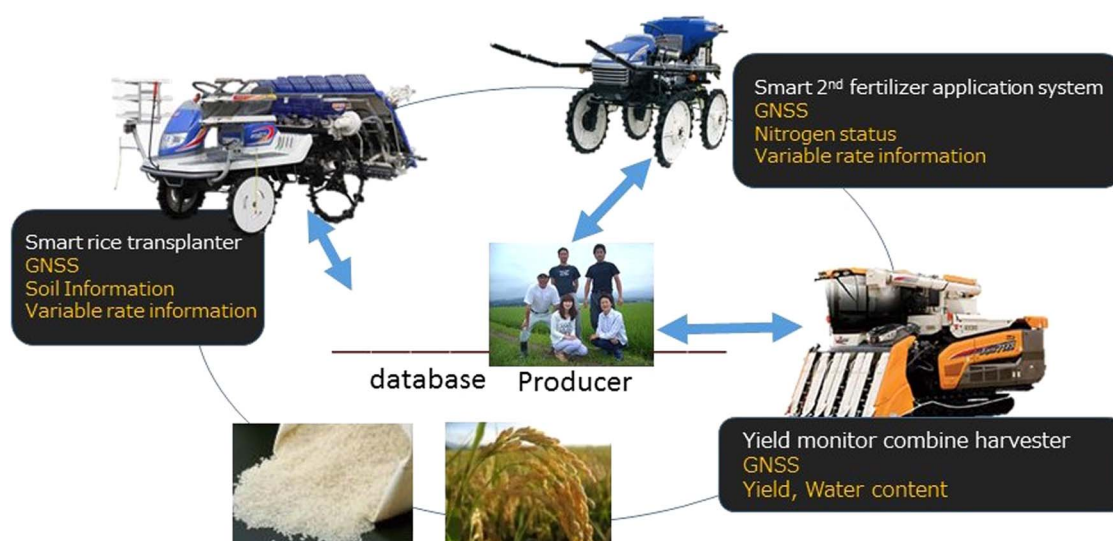 Smart 2nd fertilizer application system
GNSS
Nitrogen status
Variable rate information
Smart rice transplanter
GNSS
Soil Information
Variable rate information
database
Producer
Yield monitor combine harvester
GNSS
Yield, Water content